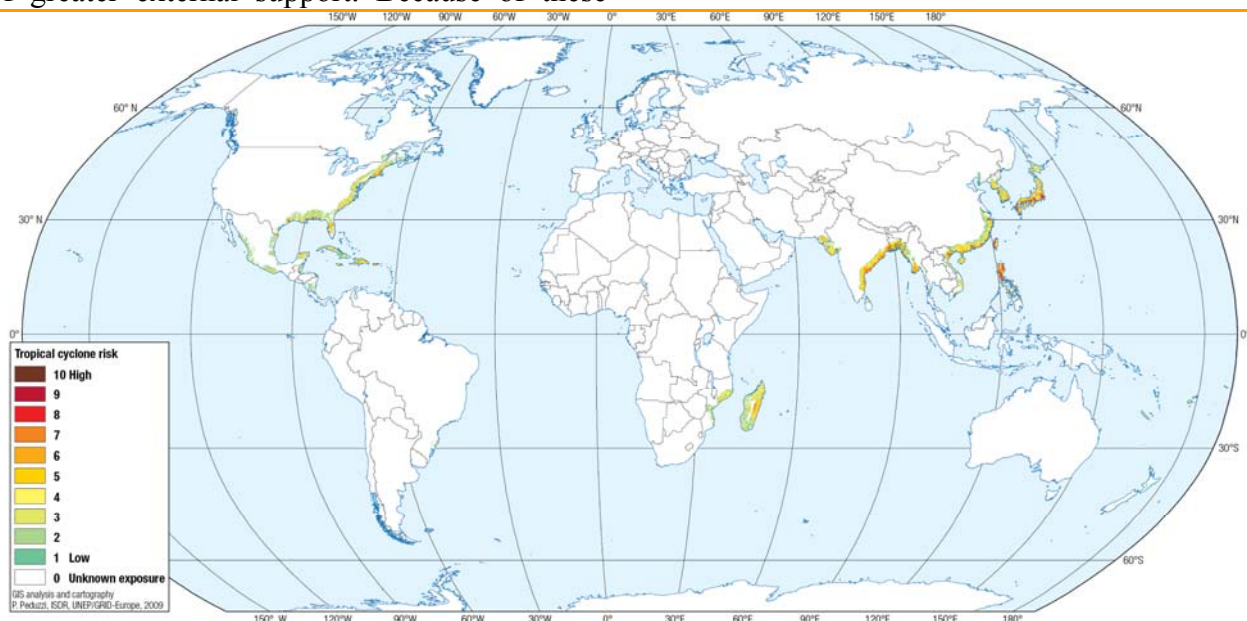 greater external support. Because of these
150°W 120°W 90°W 60°W 30°W 0° 30°E 60°E 90°E 120°E 150°E 180°
60° N 60°N
30° N 30°N
0° 0°
30°S
60°S
Tropical cyclone risk
10 High
9
8
7
6
5
4
3
2
1 Low
0 Unknown exposure
GIS analysis and cartography
P. Peduzzi, ISDR, UNEP/GRID-Europe, 2009
150° W 120°W 90°W 60°W 30°W 0° 30°E 60°E 90°E 120°E 150°E 180°